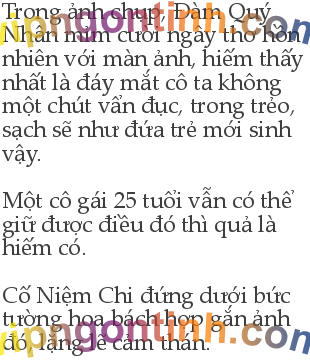 Trong ảnh chụp, Đàm Quý
Nhân mỉm cười ngây thơ hồn
nhiên với màn ảnh, hiếm thấy
nhất là đáy mắt cô ta không
một chút vẩn đục, trong trẻo,
sạch sẽ như đứa trẻ mới sinh
vậy.
Một cô gái 25 tuổi vẫn có thể
giữ được điều đó thì quả là
hiếm có.
Cố Niệm Chi đứng dưới bức
tường hoa bách hợp gắn ảnh
đó, lặng lẽ cảm thán.
vipngontinh.com
vipngontinh.com